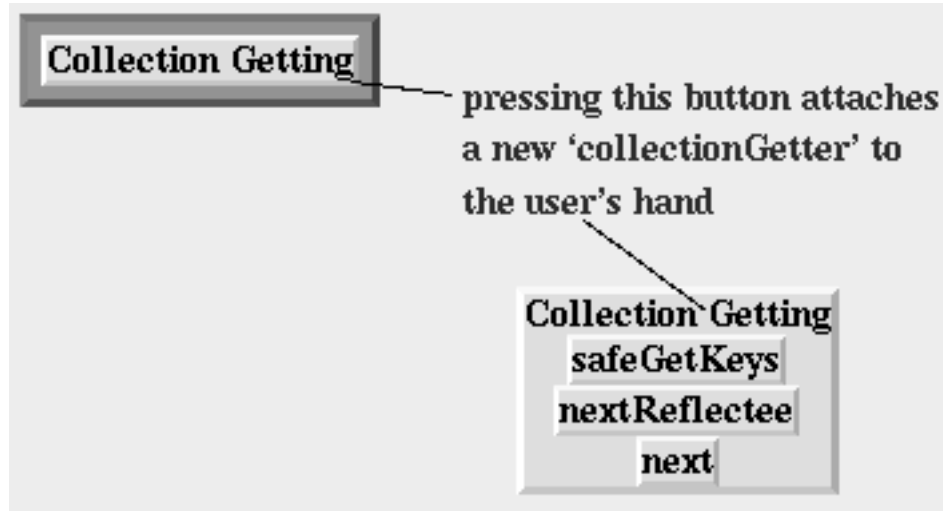 Collection Getting
pressing this button attaches
a new ‘collectionGetter’ to
the user’s hand
Collection Getting
safeGetKeys
nextReflectee
next